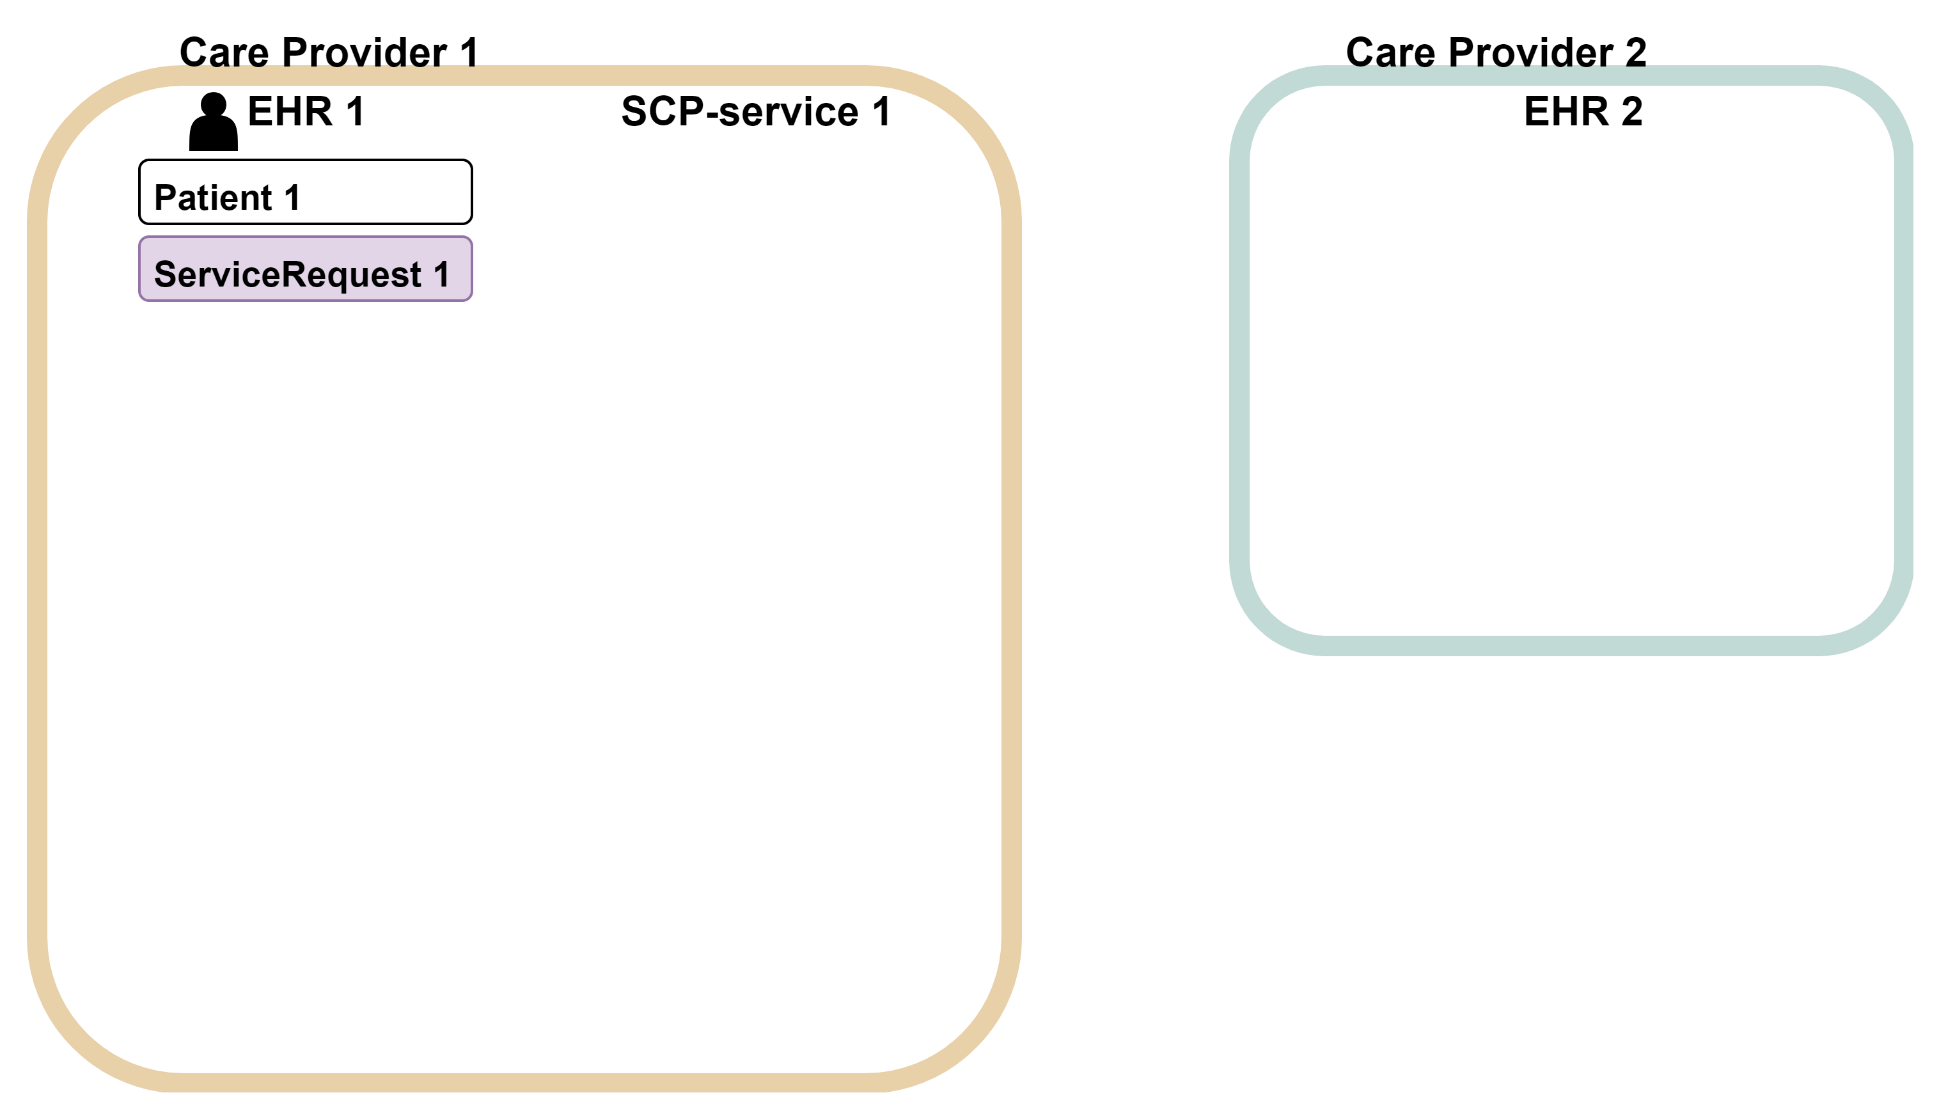 Care Provider 1
EHR 1
SCP-service 1
Patient 1
ServiceRequest 1
Care Provider 2
EHR 2